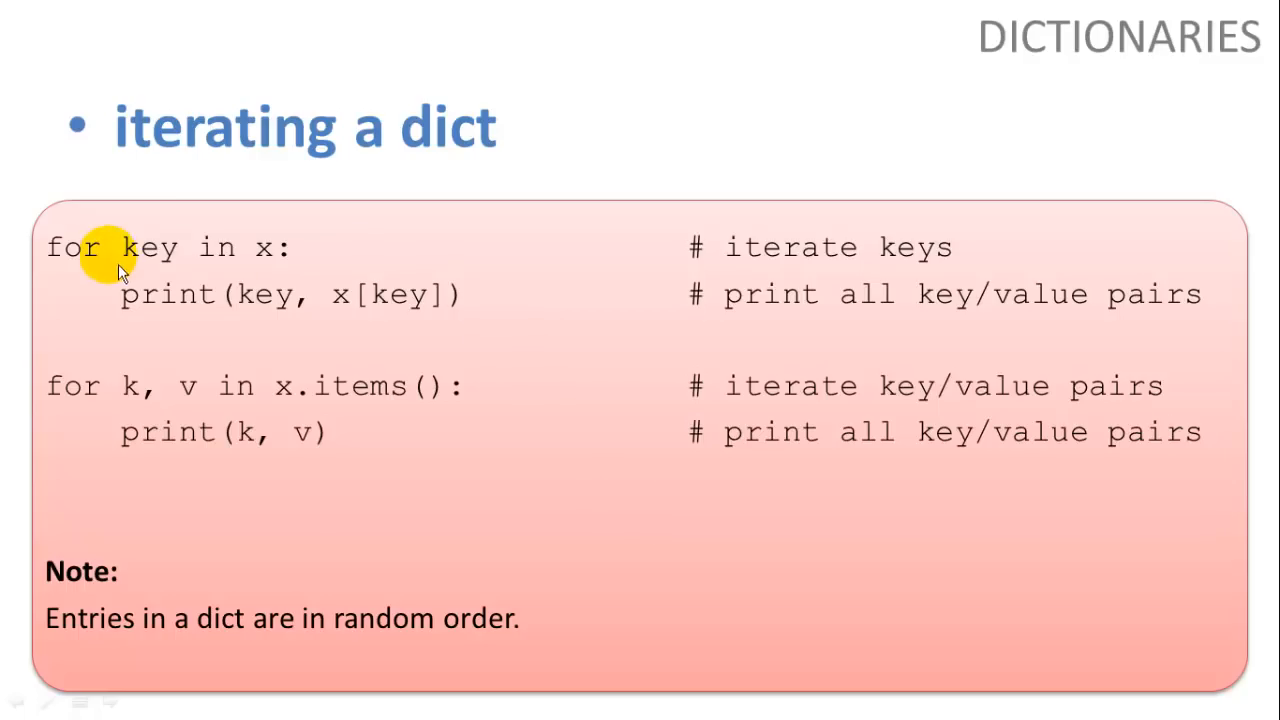 DICTIONARIES
• iterating a dict
for key in x: # iterate keys
print(key, x[key]) # print all key/value pairs
for k, v in x.items(): # iterate key/value pairs
print(k, v) # print all key/value pairs
Note:
Entries in a dict are in random order.